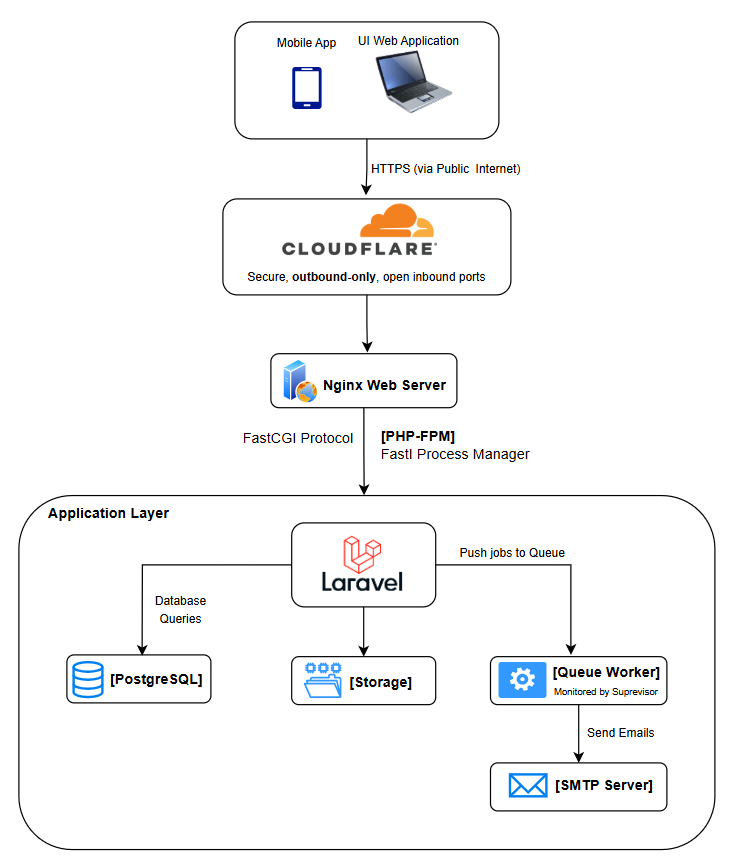 Mobile App
UI Web Application
HTTPS (via Public Internet)
CLOUDFLARE
Secure, outbound-only, open inbound ports
Nginx Web Server
FastCGI Protocol
[PHP-FPM]
FastI Process Manager
Application Layer
Laravel
Push jobs to Queue
Database
Queries
[PostgreSQL]
[Storage]
[Queue Worker]
Monitored by Suprevisor
Send Emails
[SMTP Server]